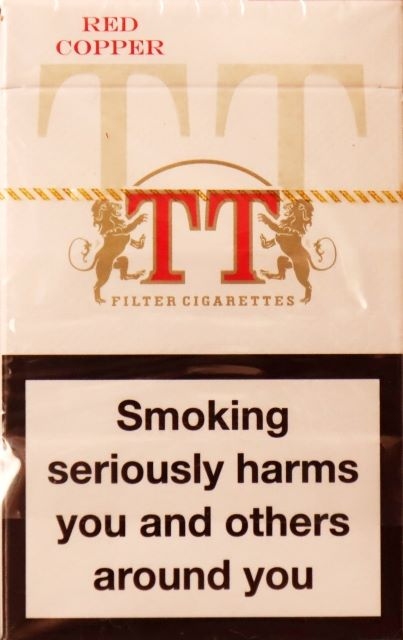 RED
COPPER
TT
TT
FILTER CIGARETTES
Smoking
seriously harms
you and others
around you